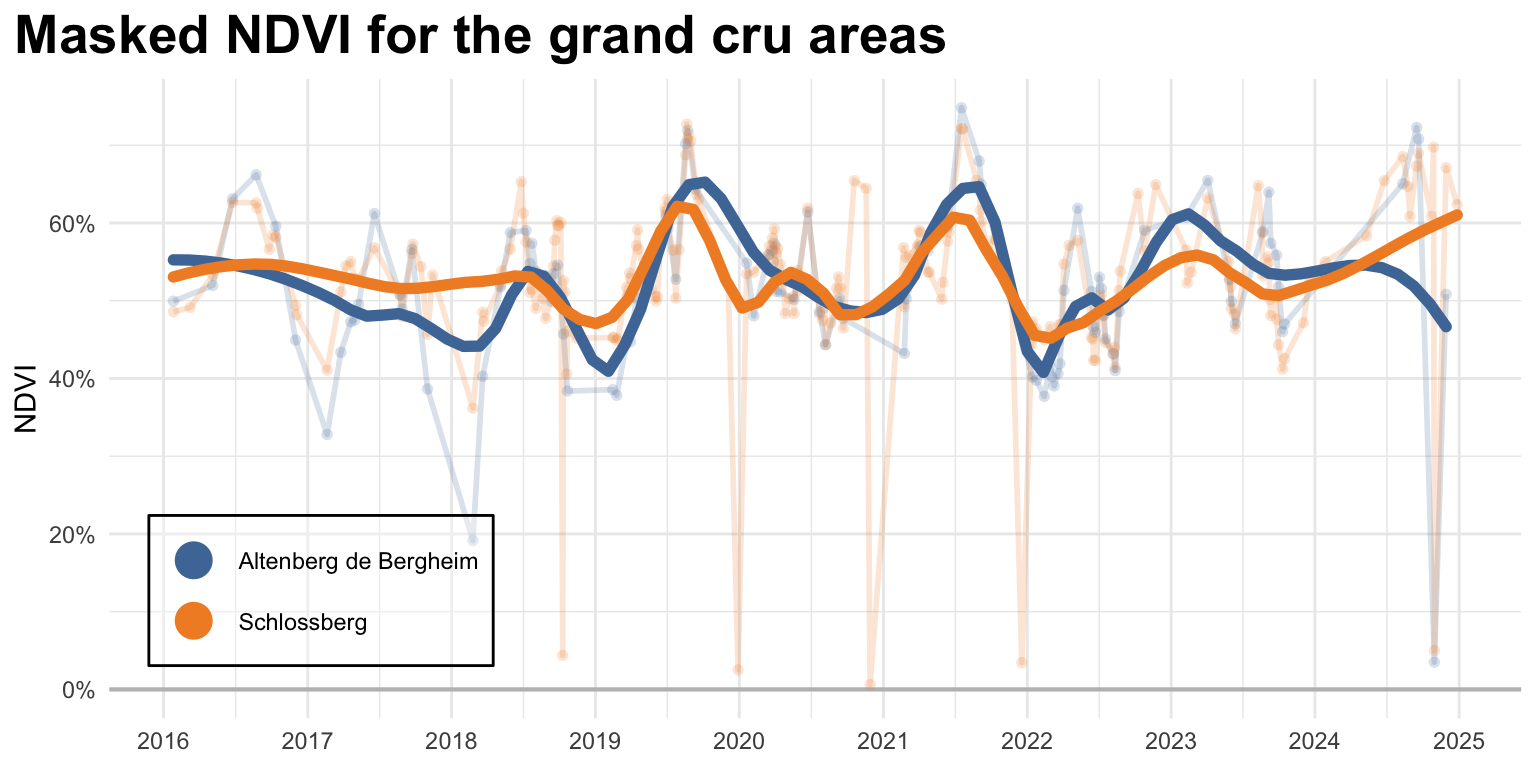 Masked NDVI for the grand cru areas
NDVI
60%
40%
20%
0%
Altenberg de Bergheim
Schlossberg
2016 2017 2018 2019 2020 2021 2022 2023 2024 2025